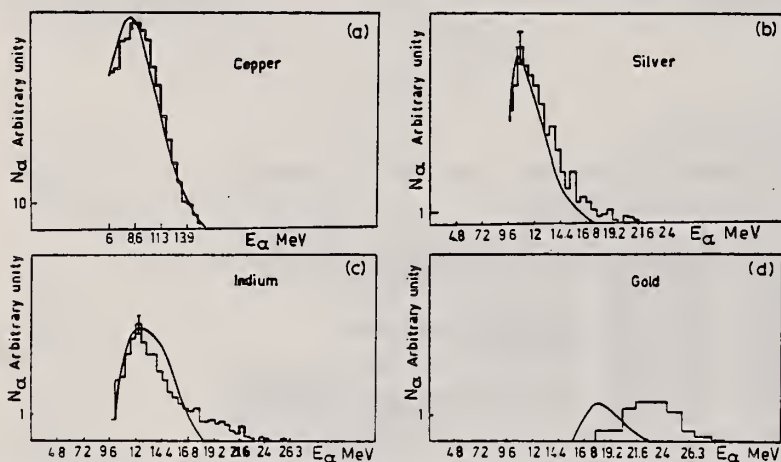 (a)
Copper
Nα Arbitrary unity
10
6 8.6 11.3 13.9 Eα MeV
(b)
Silver
Nα Arbitrary unity
1
4.8 7.2 9.6 12 14.4 16.8 19.2 21.6 24 Eα MeV
(c)
Indium
Nα Arbitrary unity
1
4.8 7.2 9.6 12 14.4 16.8 19.2 21.6 24 26.3 Eα MeV
(d)
Gold
Nα Arbitrary unity
1
4.8 7.2 9.6 12 14.4 16.8 19.2 21.6 24 26.3 Eα MeV